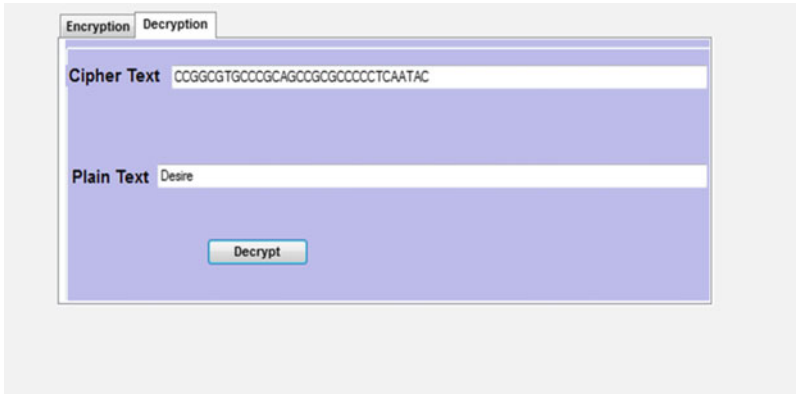 Encryption Decryption
Cipher Text CCGGCGTGCCCGCAGCCGCGCCCCCTCAATAC
Plain Text Desire
Decrypt